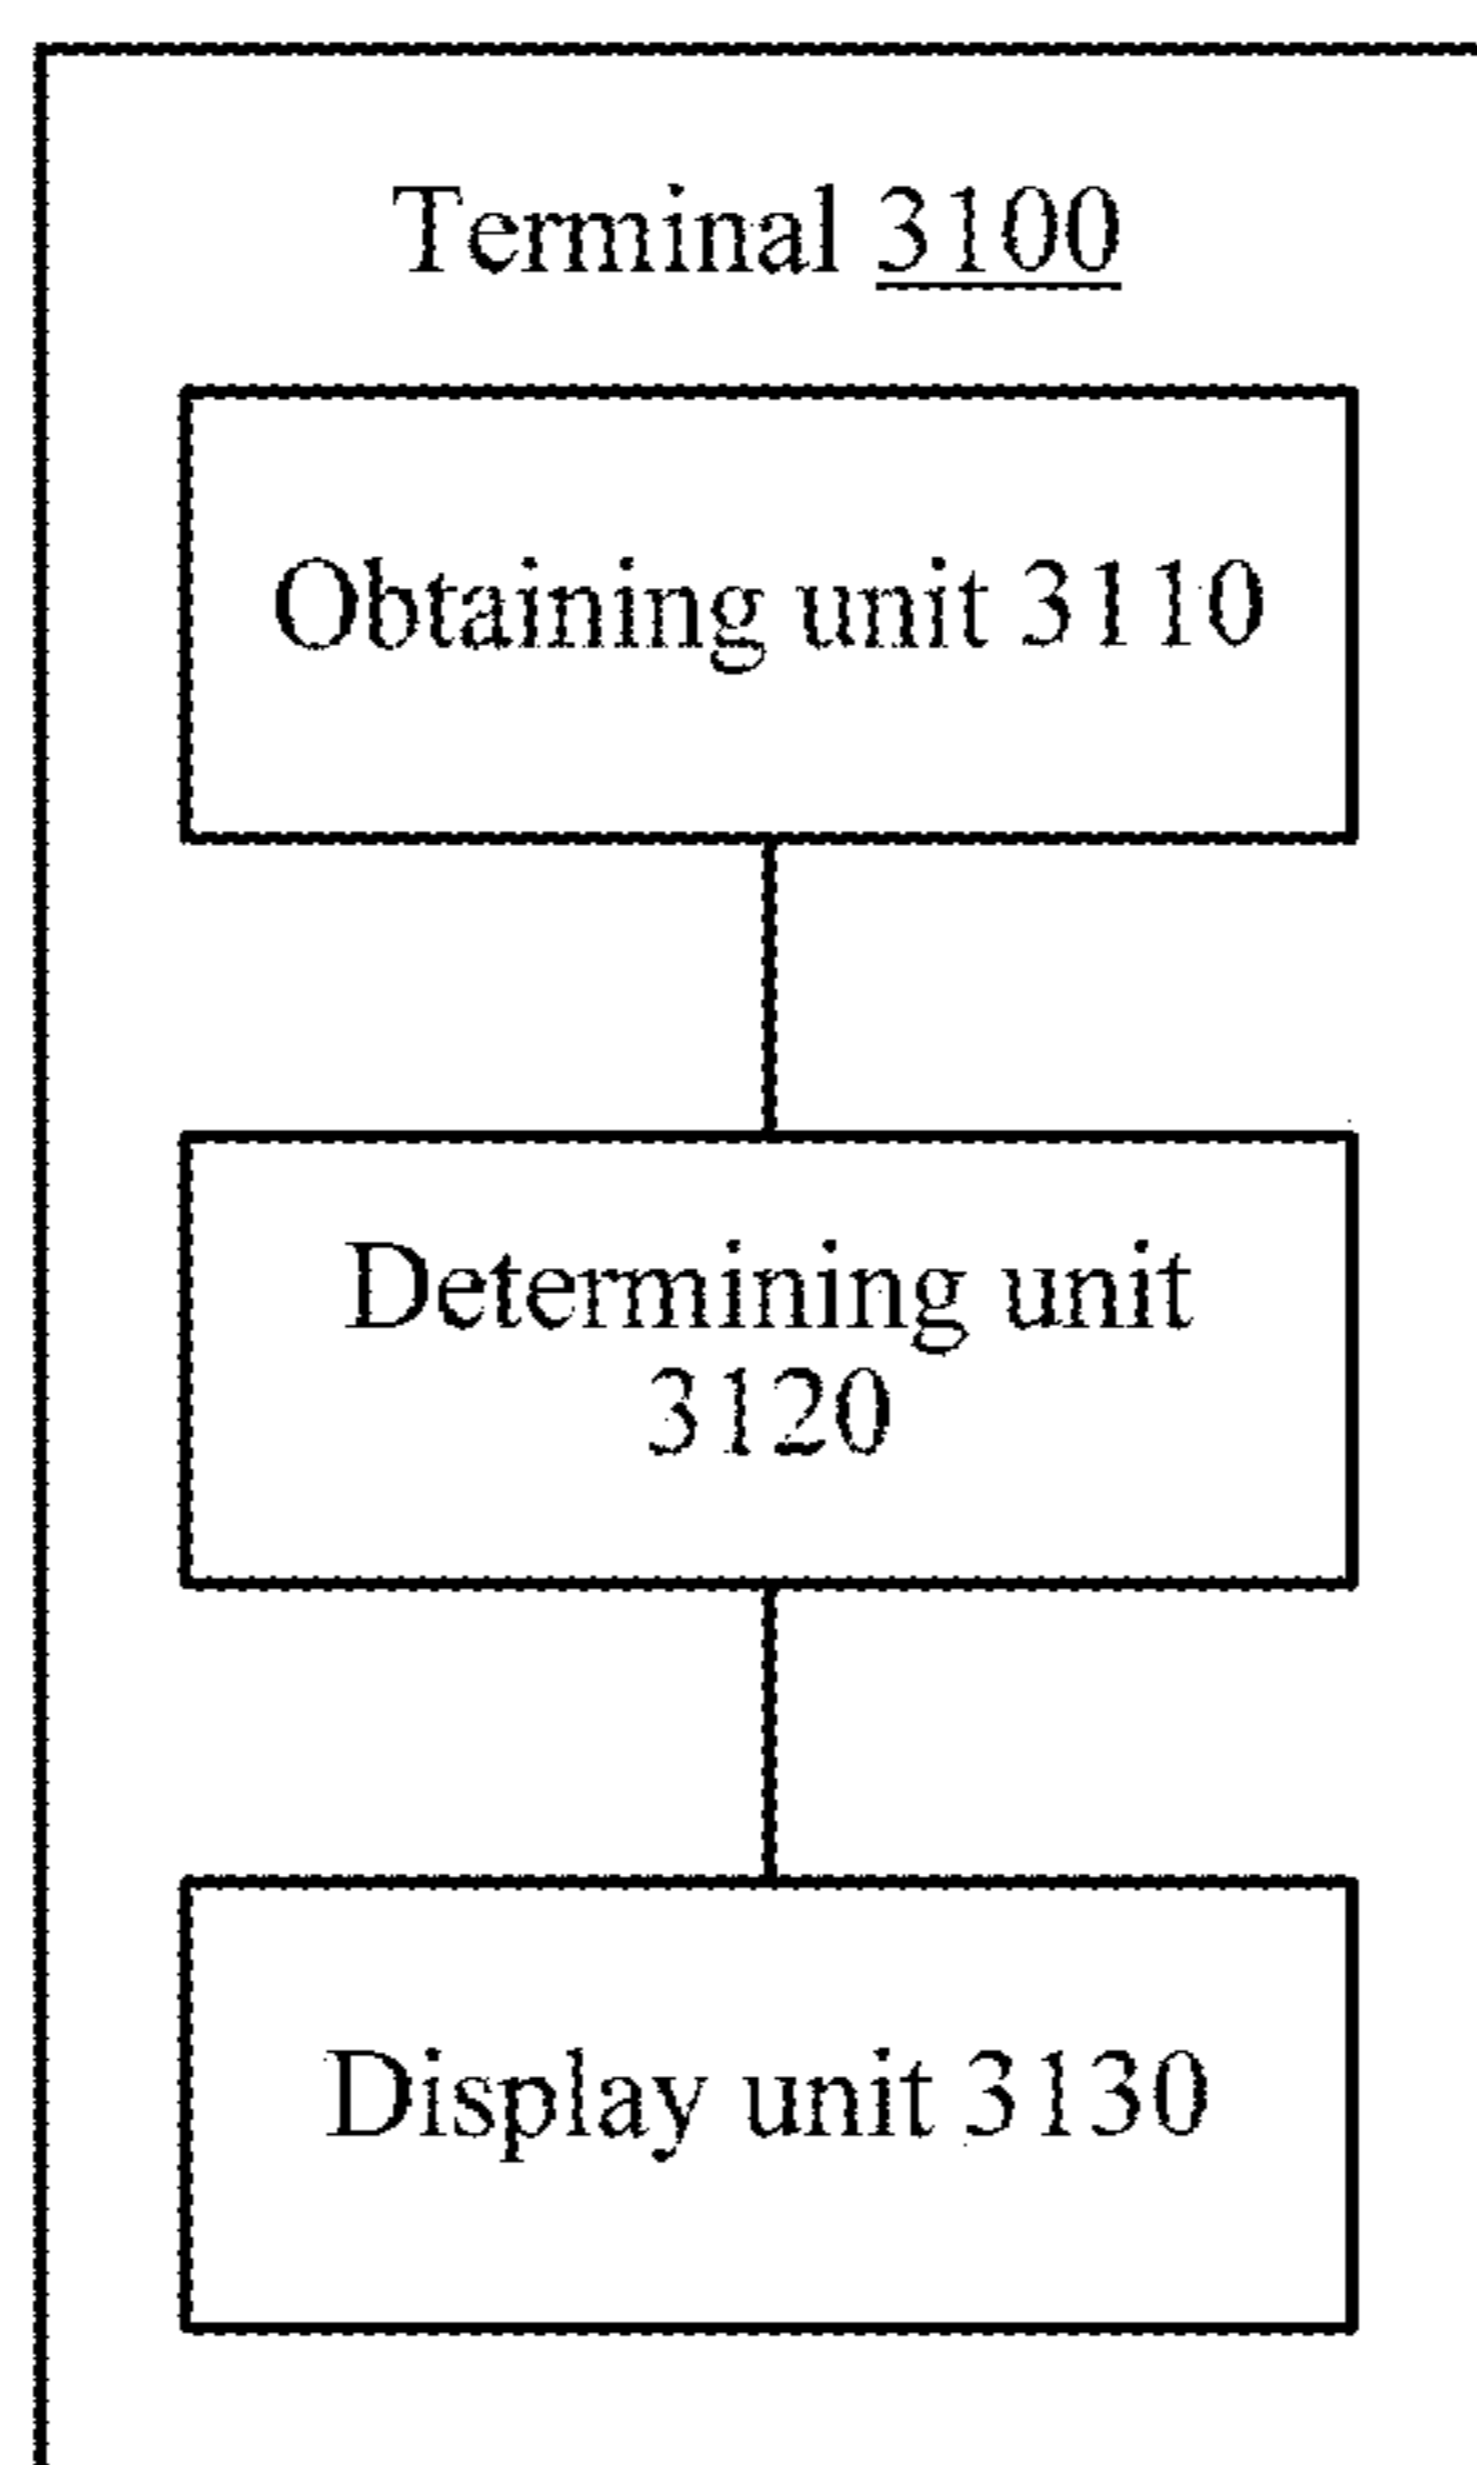 Terminal 3100
Obtaining unit 3110
Determining unit
3120
Display unit 3130